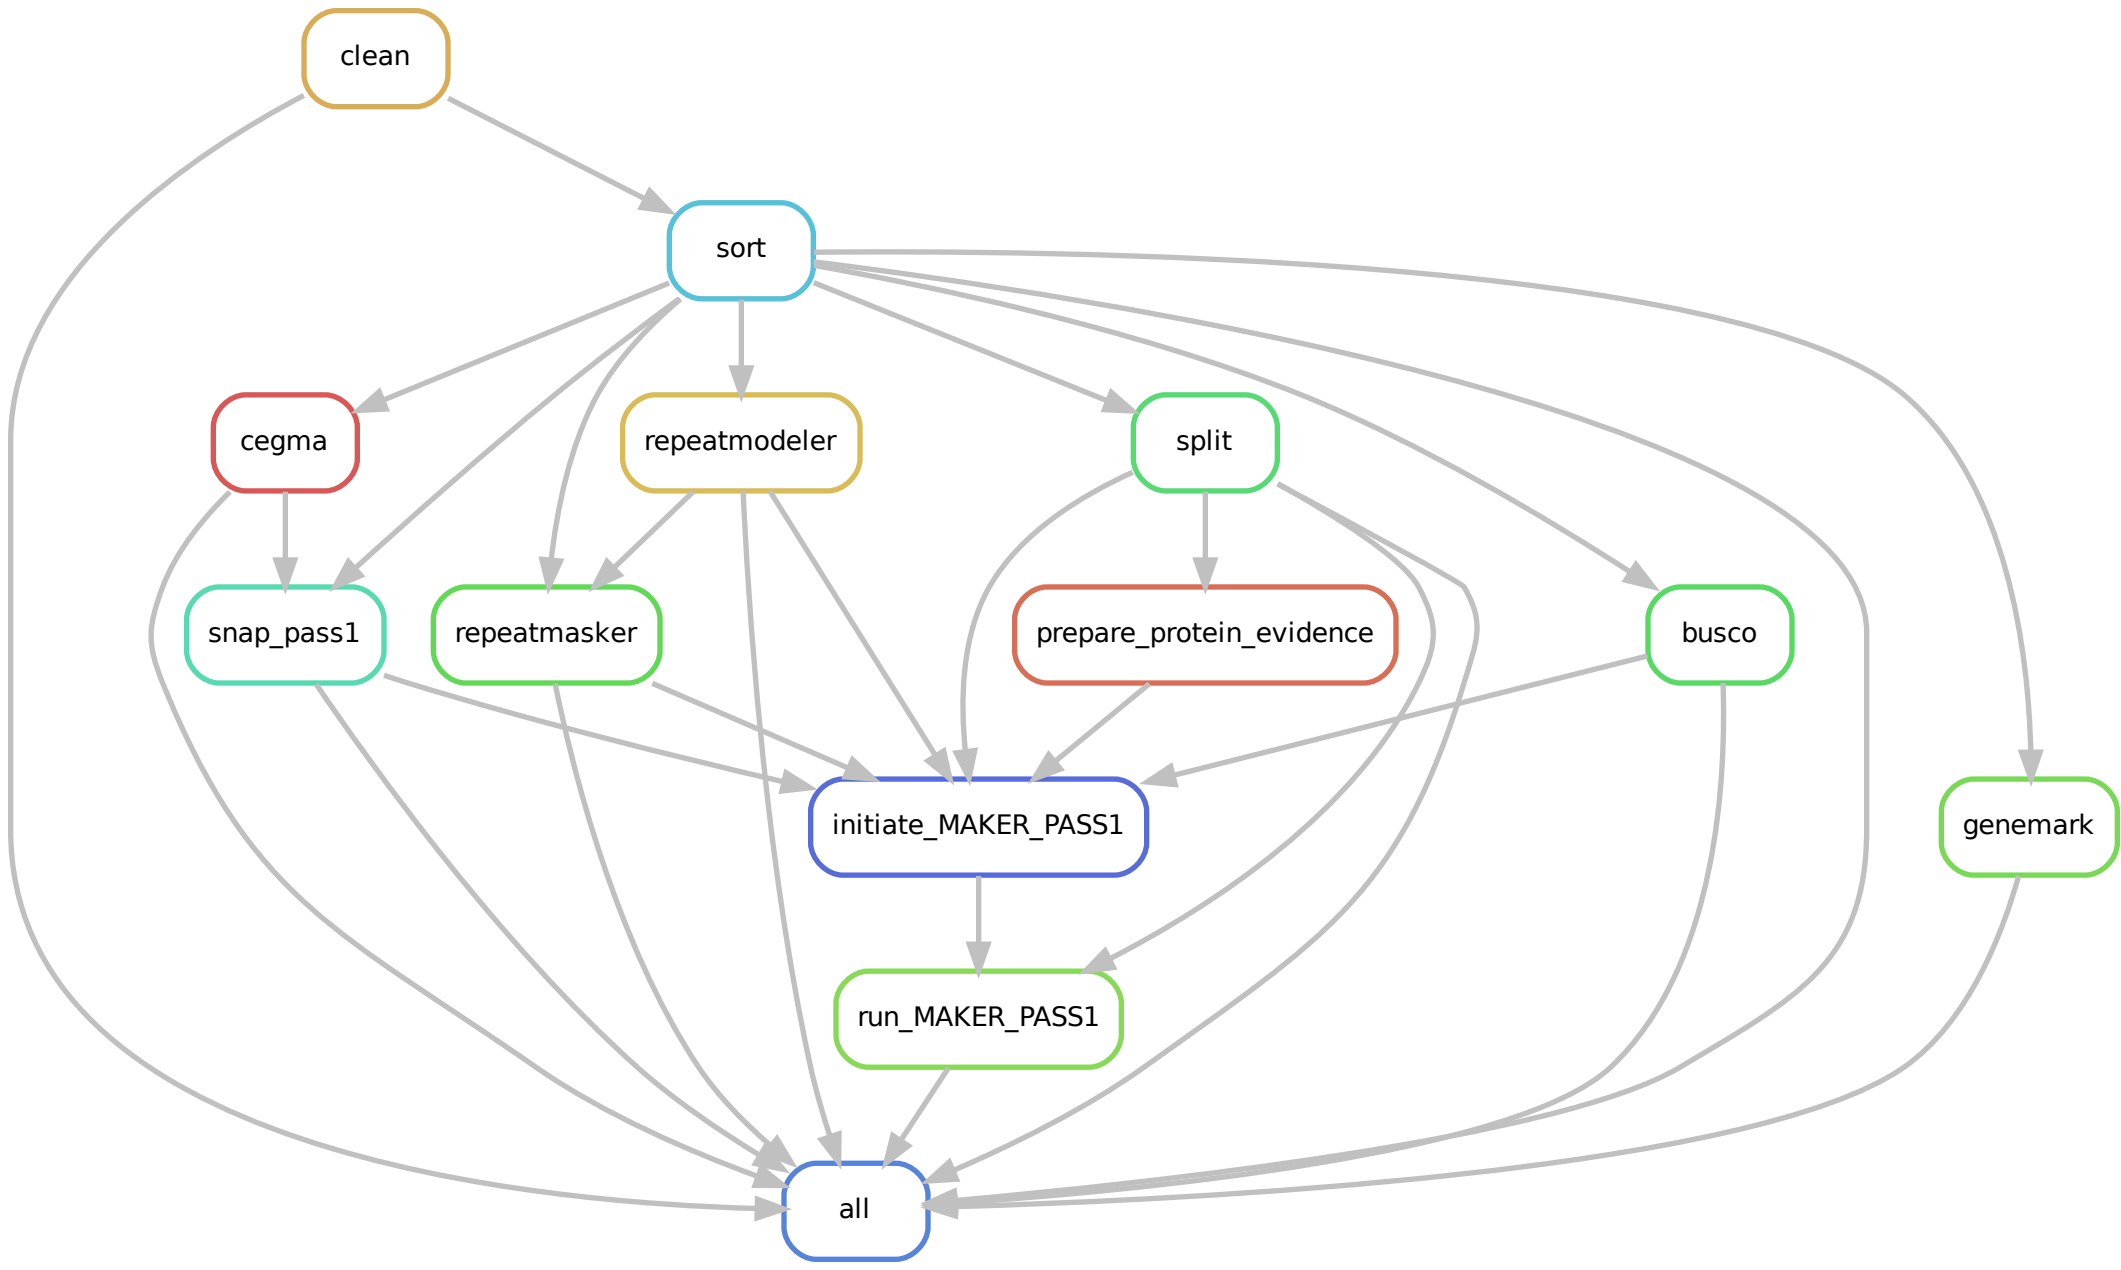 clean
sort
cegma
repeatmodeler
split
snap_pass1
repeatmasker
prepare_protein_evidence
busco
initiate_MAKER_PASS1
genemark
run_MAKER_PASS1
all